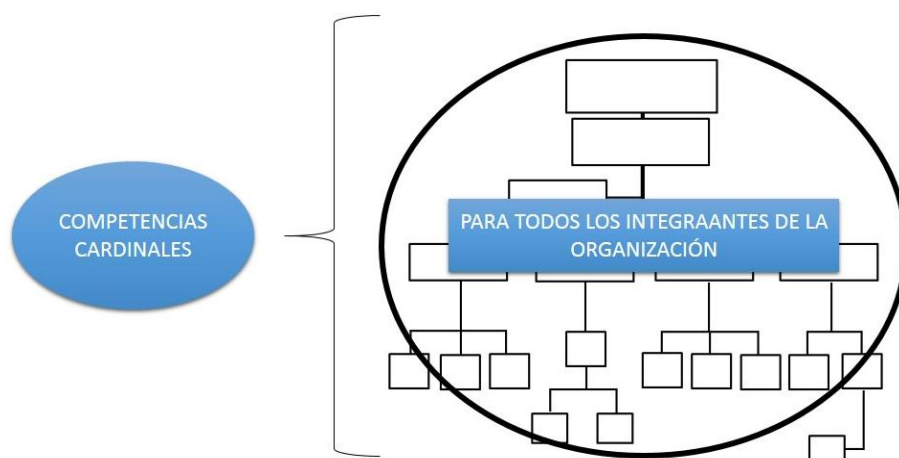 COMPETENCIAS
CARDINALES
PARA TODOS LOS INTEGRAANTES DE LA
ORGANIZACIÓN